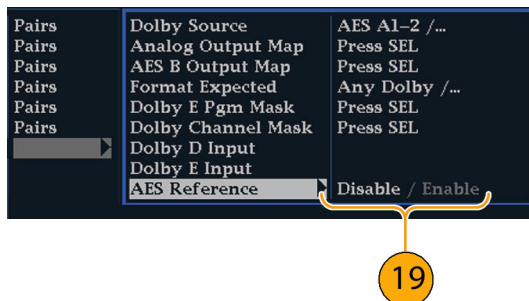 Pairs Dolby Source AES A1-2 /...
Pairs Analog Output Map Press SEL
Pairs AES B Output Map Press SEL
Pairs Format Expected Any Dolby /...
Pairs Dolby E Pgm Mask Press SEL
Pairs Dolby Channel Mask Press SEL
Dolby D Input
Dolby E Input
AES Reference Disable / Enable
19